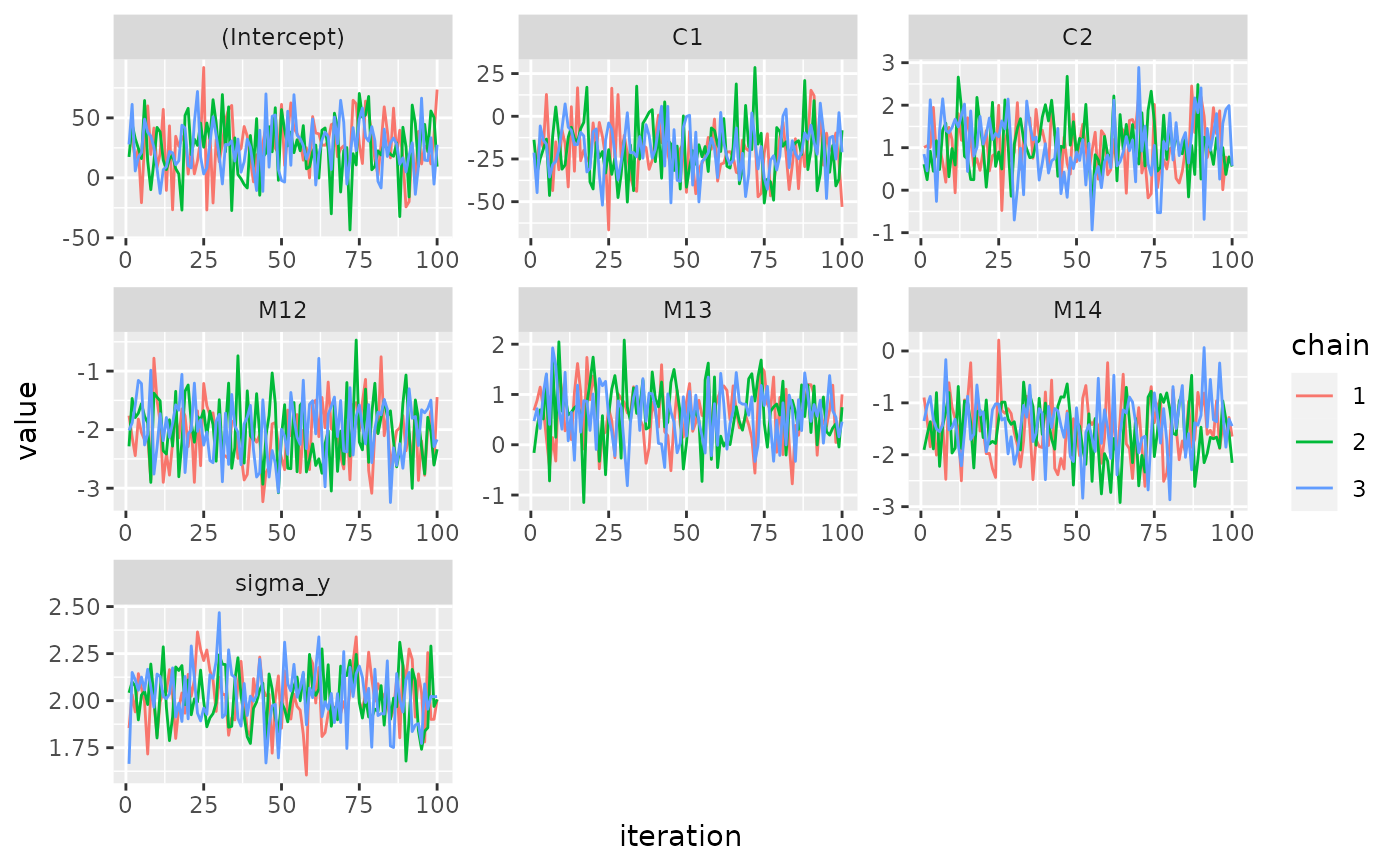 (Intercept) C1 C2
50 0 -50
25 0 -25 -50
3 2 1 0 -1
0 25 50 75 100 0 25 50 75 100 0 25 50 75 100
M12 M13 M14
-1 -2 -3
2 1 0 -1
0 -1 -2 -3
0 25 50 75 100 0 25 50 75 100 0 25 50 75 100
sigma_y
2.50 2.25 2.00 1.75
0 25 50 75 100
value
iteration
chain
1
2
3